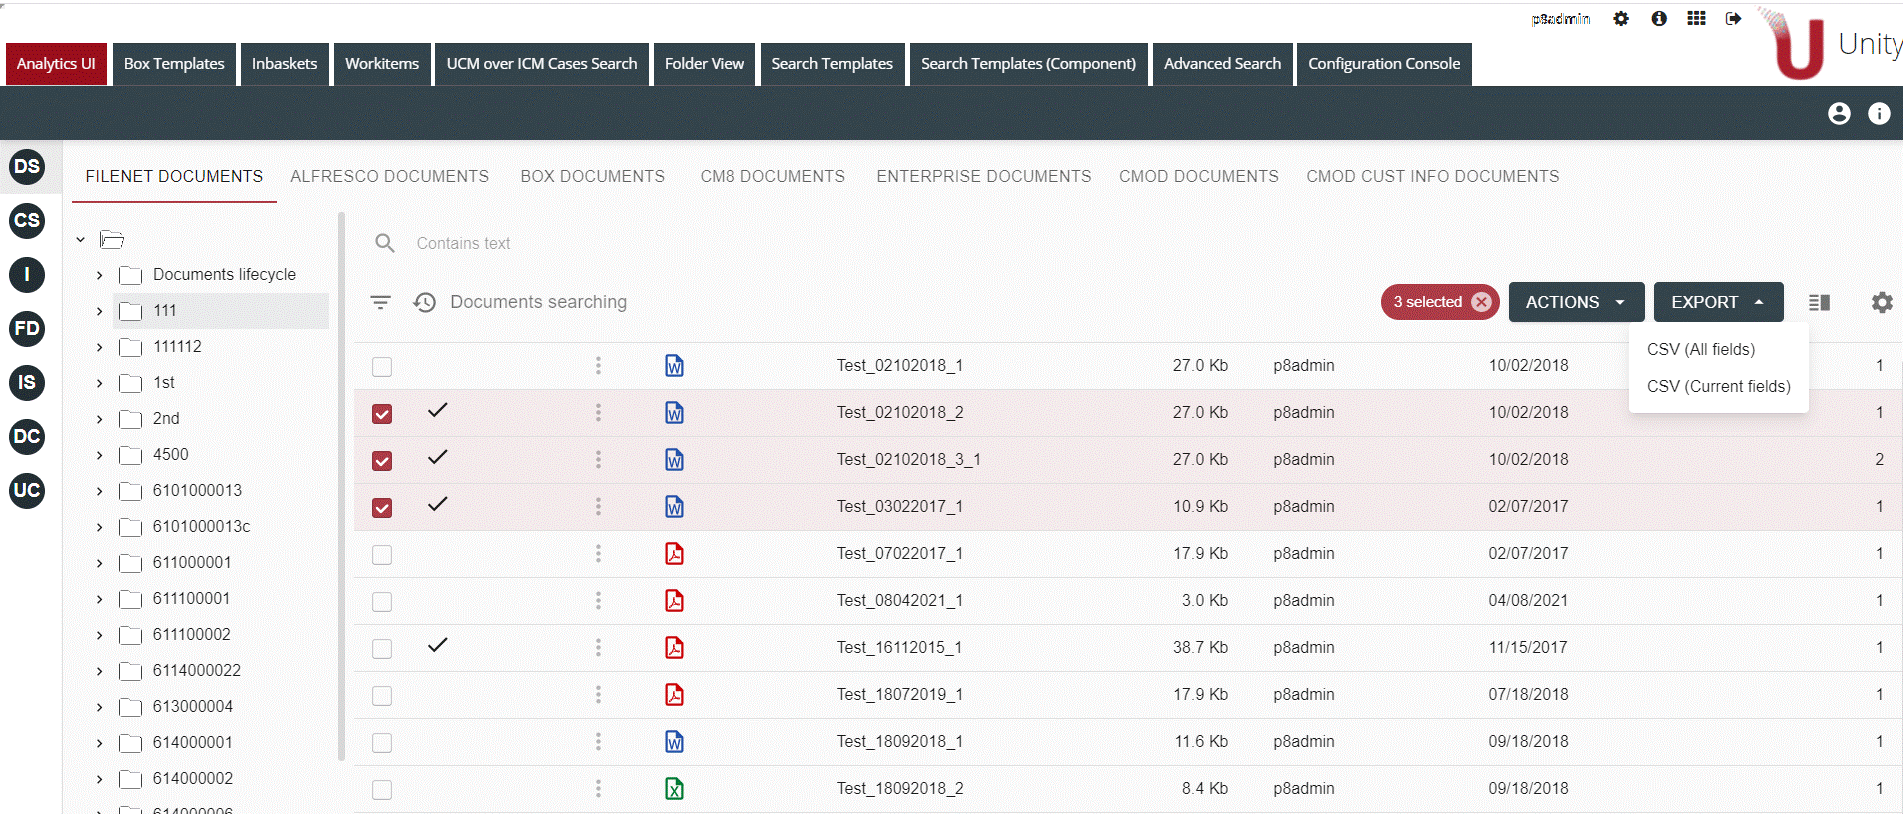 p8admin
Unity
Analytics UI Box Templates Inbaskets Workitems UCM over ICM Cases Search Folder View Search Templates Search Templates (Component) Advanced Search Configuration Console
DS
CS
I
FD
IS
DC
UC
FILENET DOCUMENTS ALFRESCO DOCUMENTS BOX DOCUMENTS CM8 DOCUMENTS ENTERPRISE DOCUMENTS CMOD DOCUMENTS CMOD CUST INFO DOCUMENTS
Documents lifecycle
111
111112
1st
2nd
4500
6101000013
6101000013c
611000001
611100001
611100002
6114000022
613000004
614000001
614000002
614000006
Contains text
Documents searching
3 selected
ACTIONS
EXPORT
CSV (All fields)
CSV (Current fields)
Test_02102018_1 27.0 Kb p8admin 10/02/2018 1
Test_02102018_2 27.0 Kb p8admin 10/02/2018 1
Test_02102018_3_1 27.0 Kb p8admin 10/02/2018 2
Test_03022017_1 10.9 Kb p8admin 02/07/2017 1
Test_07022017_1 17.9 Kb p8admin 02/07/2017 1
Test_08042021_1 3.0 Kb p8admin 04/08/2021 1
Test_16112015_1 38.7 Kb p8admin 11/15/2017 1
Test_18072019_1 17.9 Kb p8admin 07/18/2018 1
Test_18092018_1 11.6 Kb p8admin 09/18/2018 1
Test_18092018_2 8.4 Kb p8admin 09/18/2018 1